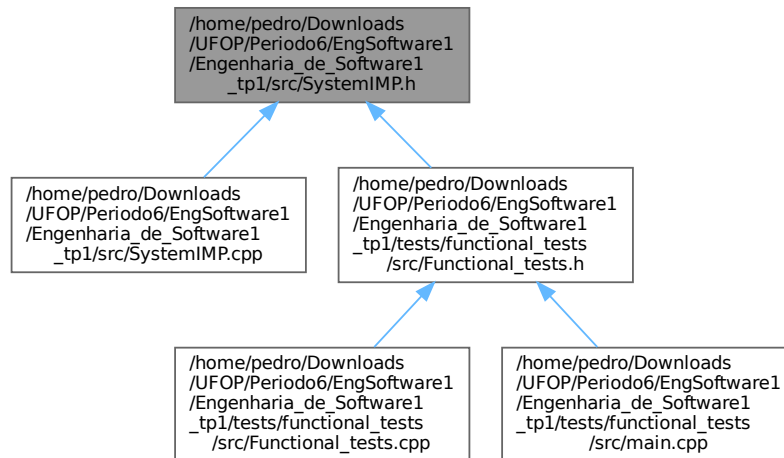 /home/pedro/Downloads
/UFOP/Periodo6/EngSoftware1
/Engenharia_de_Software1
_tp1/src/SystemIMP.h
/home/pedro/Downloads
/UFOP/Periodo6/EngSoftware1
/Engenharia_de_Software1
_tp1/src/SystemIMP.cpp
/home/pedro/Downloads
/UFOP/Periodo6/EngSoftware1
/Engenharia_de_Software1
_tp1/tests/functional_tests
/src/Functional_tests.h
/home/pedro/Downloads
/UFOP/Periodo6/EngSoftware1
/Engenharia_de_Software1
_tp1/tests/functional_tests
/src/Functional_tests.cpp
/home/pedro/Downloads
/UFOP/Periodo6/EngSoftware1
/Engenharia_de_Software1
_tp1/tests/functional_tests
/src/main.cpp